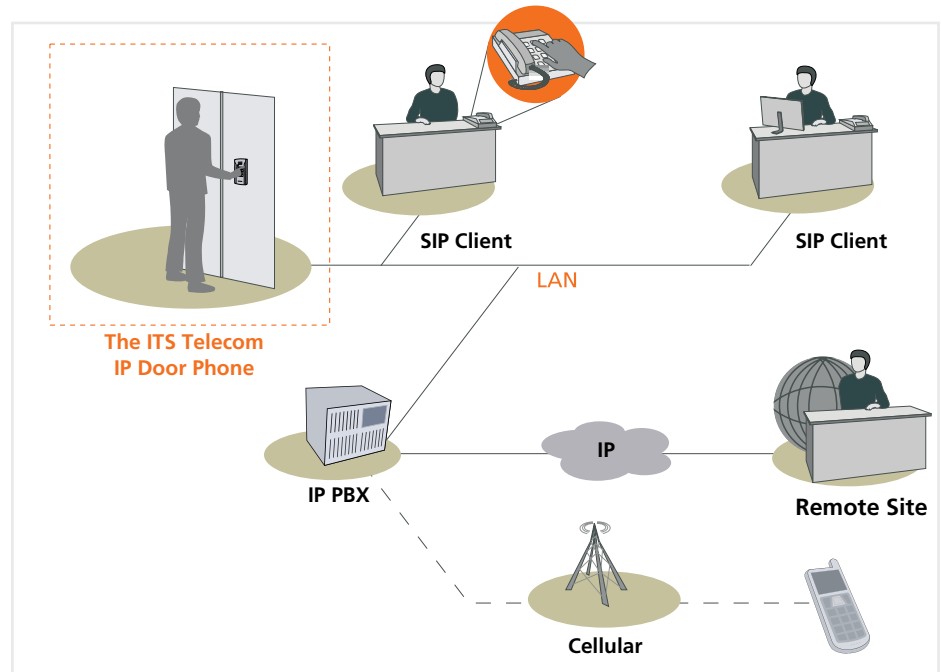 SIP Client
SIP Client
LAN
The ITS Telecom
IP Door Phone
IP
IP PBX
Remote Site
Cellular